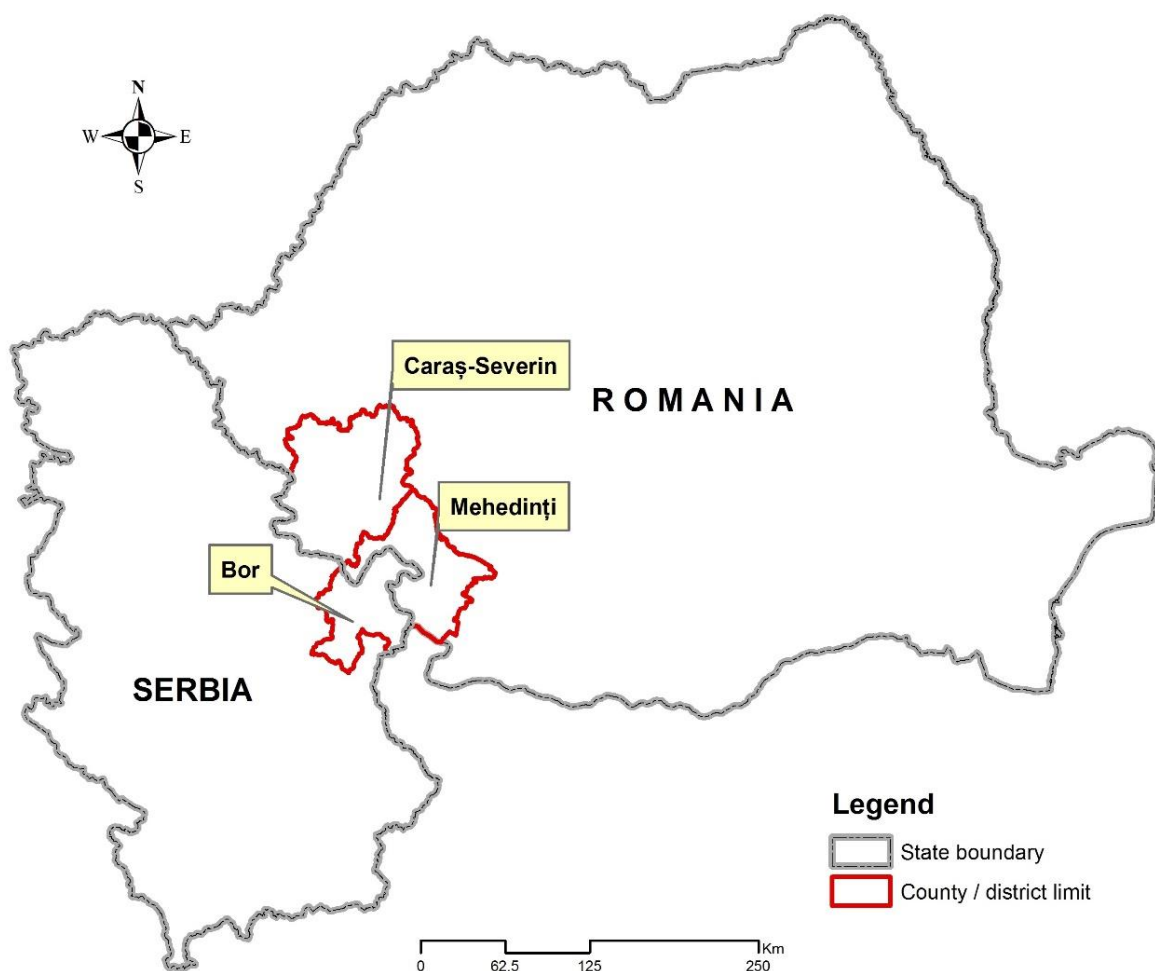 N
W E
S
Caraș-Severin
ROMANIA
Mehedinți
Bor
SERBIA
Legend
State boundary
County / district limit
Km
0 62.5 125 250